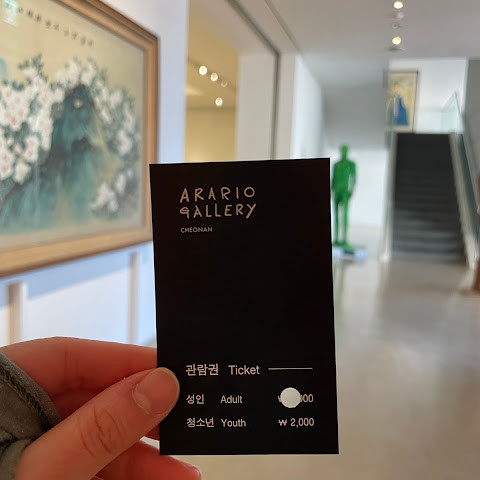 ARARIO
GALLERY
CHEONAN
관람권 Ticket
성인 Adult
청소년 Youth ₩ 2,000